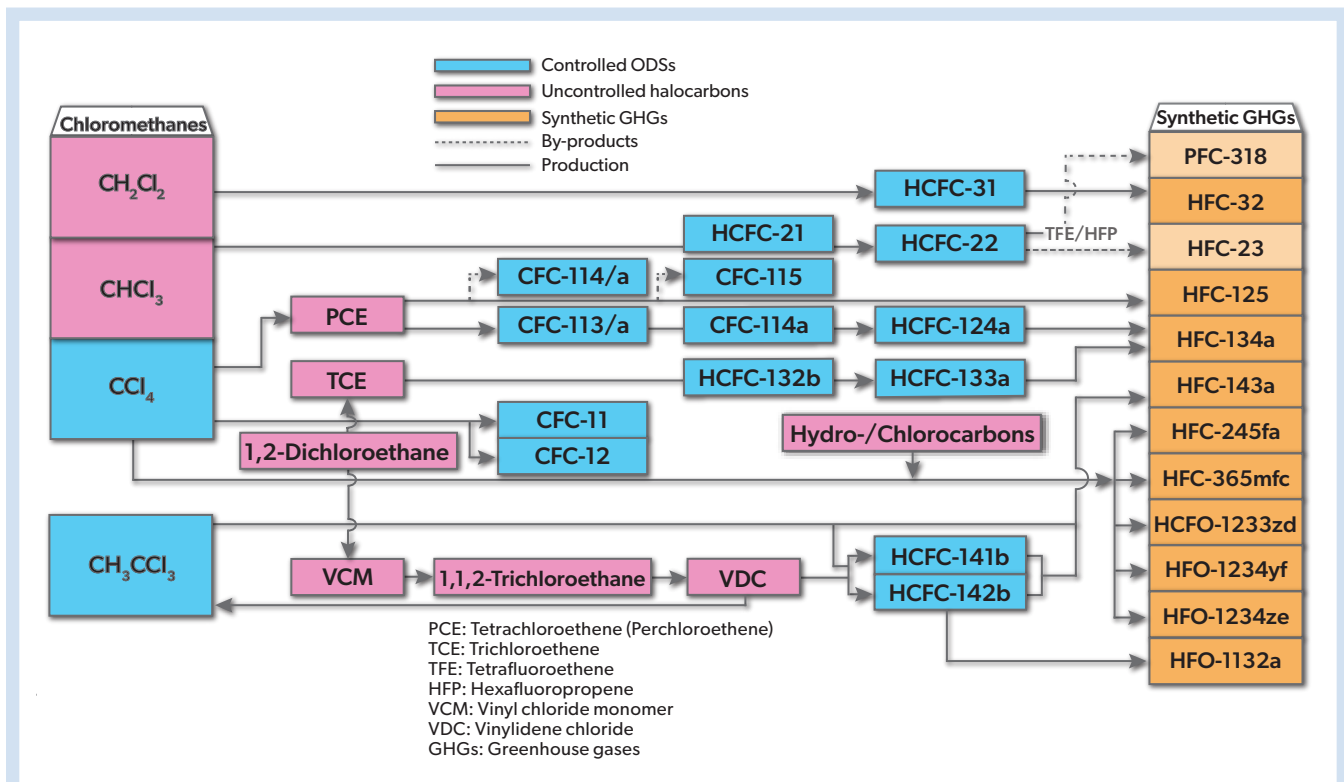 Controlled ODSs
Uncontrolled halocarbons
Synthetic GHGs
By-products
Production
Chloromethanes
CH₂Cl₂
CHCl₃
CCl₄
CH₃CCl₃
PCE
TCE
1,2-Dichloroethane
VCM
1,1,2-Trichloroethane
VDC
CFC-114/a
CFC-113/a
CFC-11
CFC-12
HCFC-21
CFC-115
CFC-114a
HCFC-132b
Hydro-/Chlorocarbons
HCFC-31
HCFC-22
HCFC-124a
HCFC-133a
HCFC-141b
HCFC-142b
TFE/HFP
Synthetic GHGs
PFC-318
HFC-32
HFC-23
HFC-125
HFC-134a
HFC-143a
HFC-245fa
HFC-365mfc
HCFO-1233zd
HFO-1234yf
HFO-1234ze
HFO-1132a
PCE: Tetrachloroethene (Perchloroethene)
TCE: Trichloroethene
TFE: Tetrafluoroethene
HFP: Hexafluoropropene
VCM: Vinyl chloride monomer
VDC: Vinylidene chloride
GHGs: Greenhouse gases